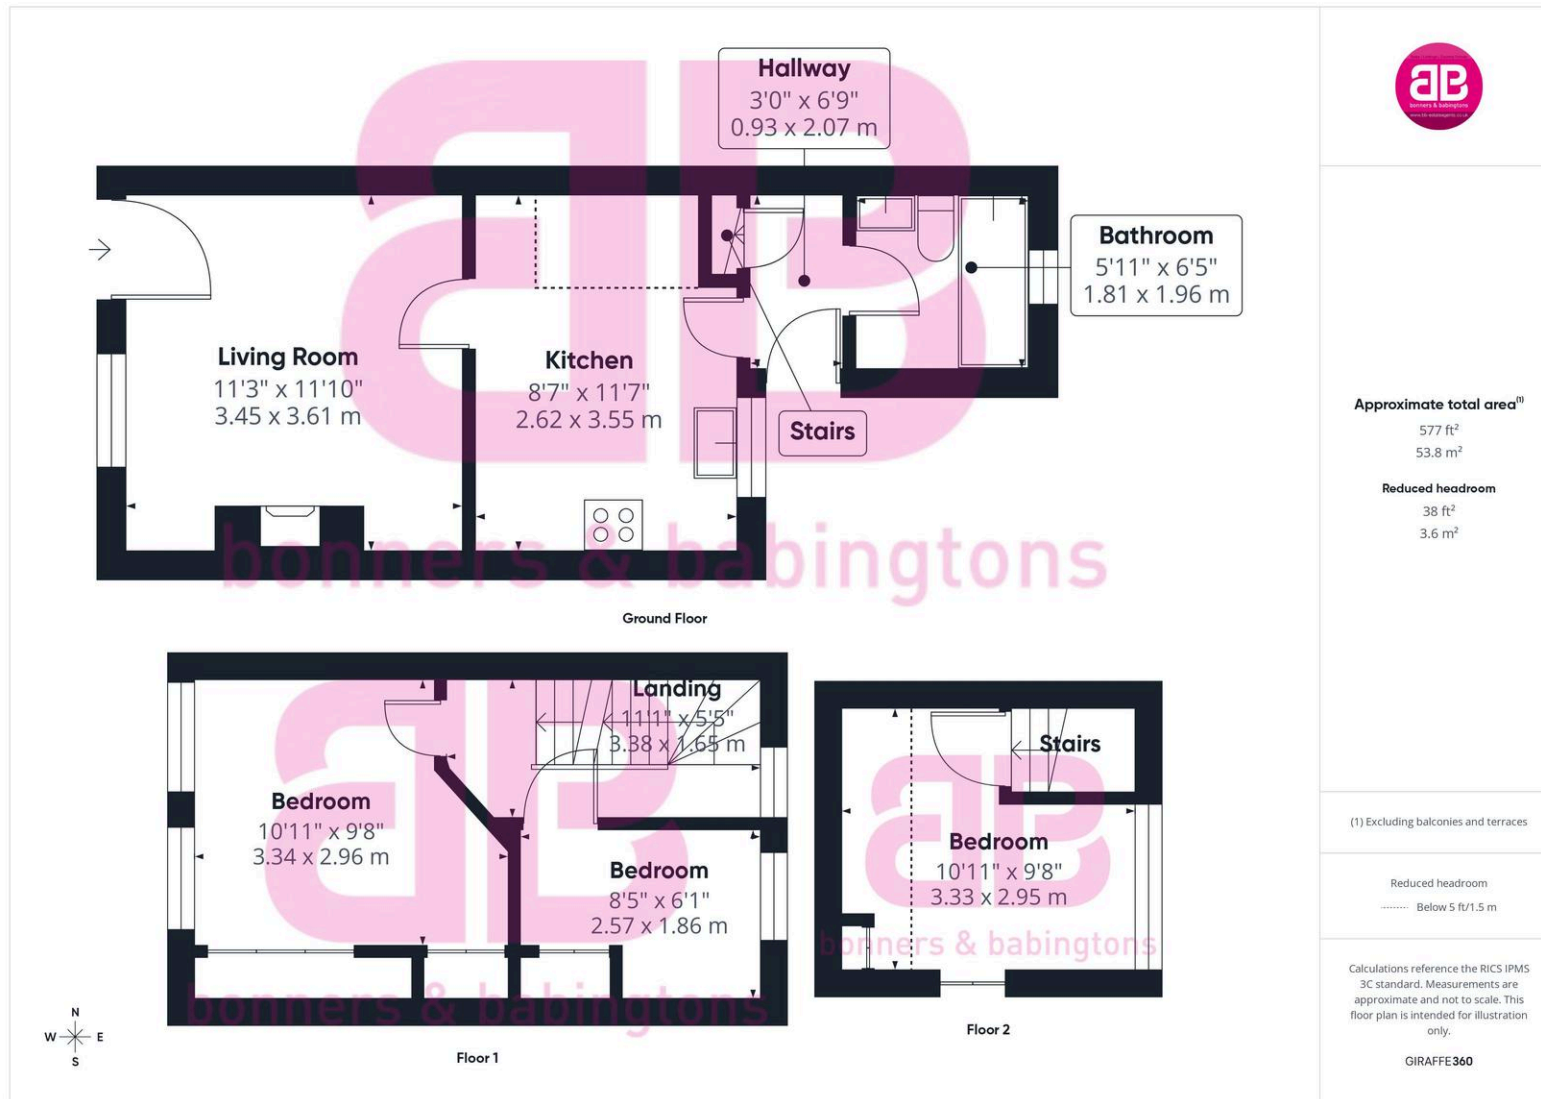 Hallway
3'0" x 6'9"
0.93 x 2.07 m
Bathroom
5'11" x 6'5"
1.81 x 1.96 m
Living Room
11'3" x 11'10"
3.45 x 3.61 m
Kitchen
8'7" x 11'7"
2.62 x 3.55 m
Stairs
bonners & babingtons
Ground Floor
Landing
11'1" x 5'5"
3.38 x 1.65 m
Bedroom
10'11" x 9'8"
3.34 x 2.96 m
Bedroom
8'5" x 6'1"
2.57 x 1.86 m
bonners & babingtons
Floor 1
Stairs
Bedroom
10'11" x 9'8"
3.33 x 2.95 m
bonners & babingtons
Floor 2
N
W E
S
bonners & babingtons
Approximate total area(1)
577 ft²
53.8 m²
Reduced headroom
38 ft²
3.6 m²
(1) Excluding balconies and terraces
Reduced headroom
Below 5 ft/1.5 m
Calculations reference the RICS IPMS
3C standard. Measurements are
approximate and not to scale. This
floor plan is intended for illustration
only.
GIRAFFE360